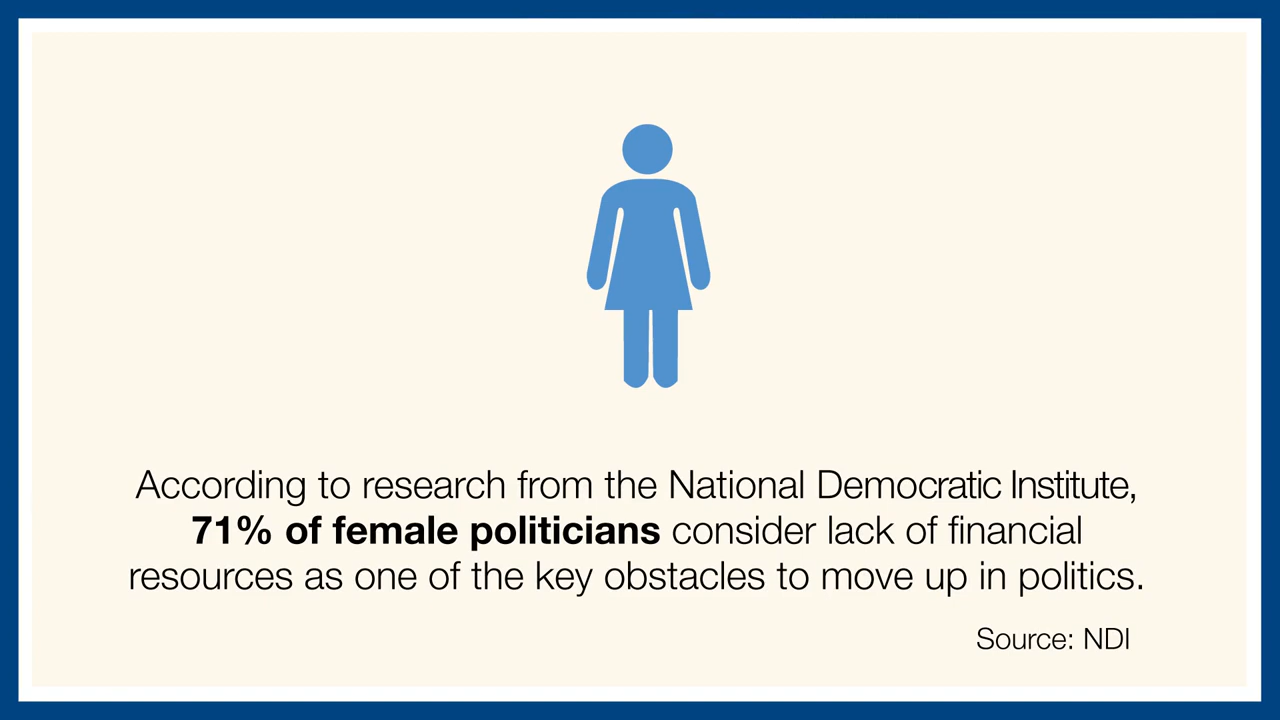 According to research from the National Democratic Institute,
71% of female politicians consider lack of financial
resources as one of the key obstacles to move up in politics.
Source: NDI